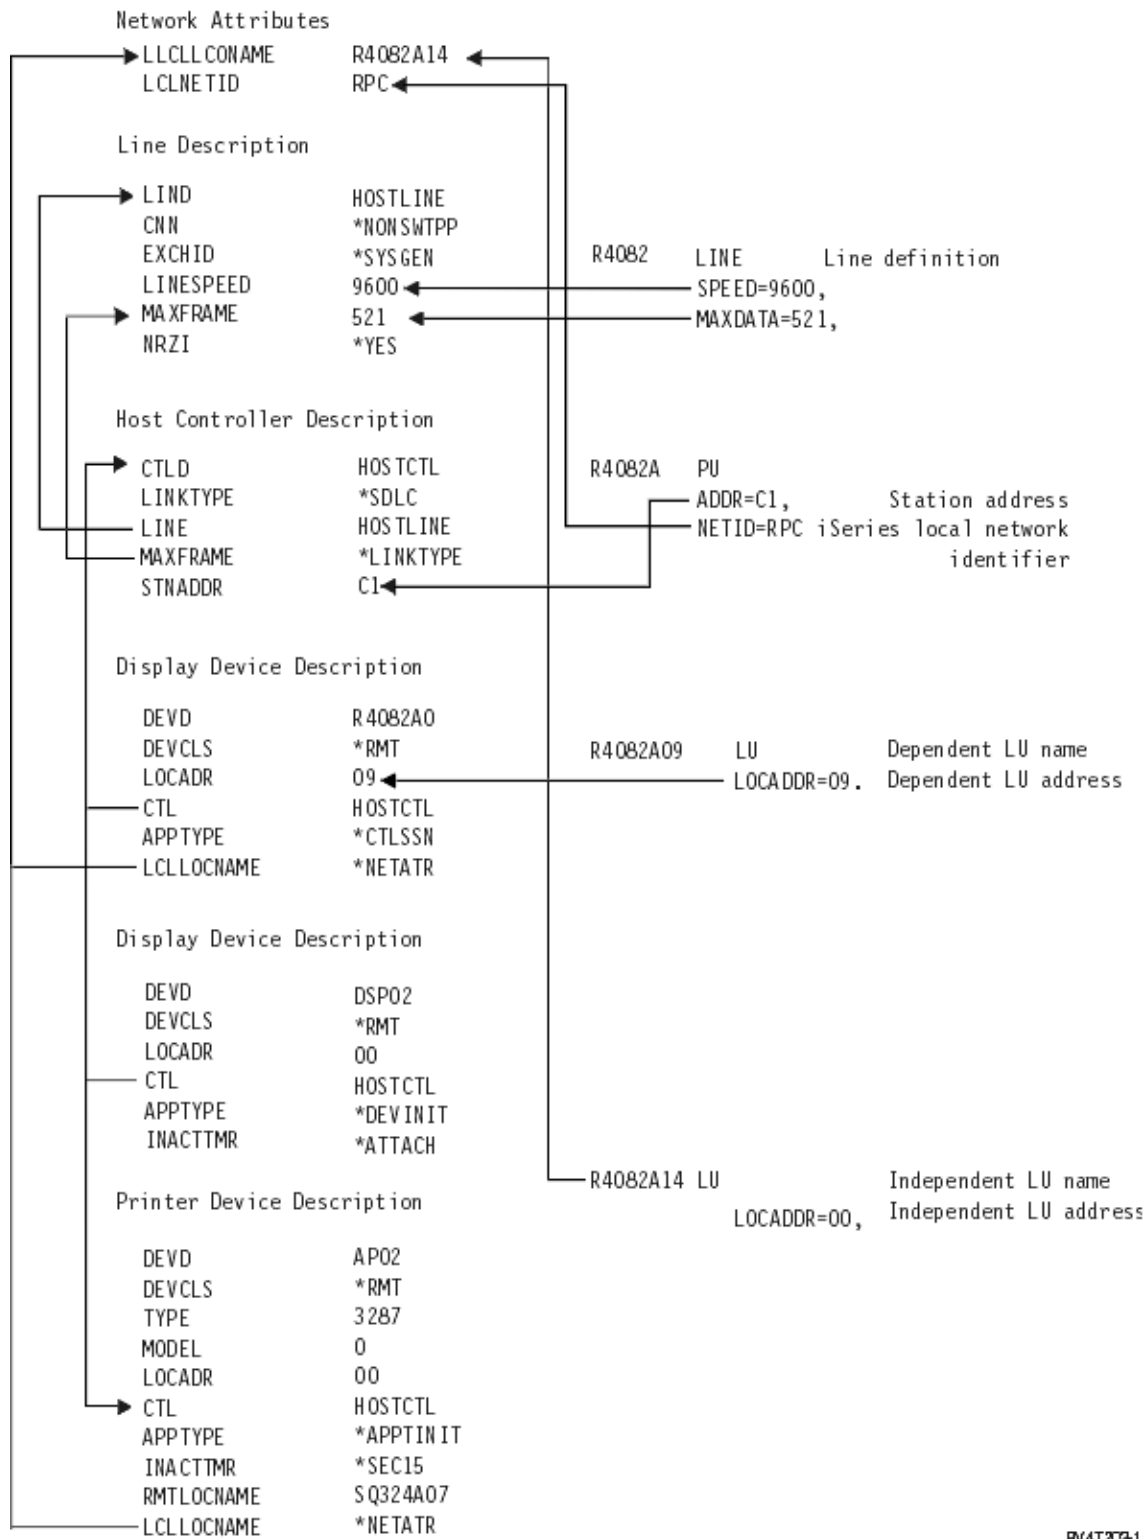 Network Attributes
LLCLLCONAME R4082A14
LCLNETID RPC
Line Description
LIND HOSTLINE
CNN *NONSWTPP
EXCHID *SYSGEN
R4082 LINE Line definition
LINESPEED 9600 SPEED=9600,
MAXFRAME 521 MAXDATA=521,
NRZI *YES
Host Controller Description
CTLD HOSTCTL R4082A PU
LINKTYPE *SDLC ADDR=C1, Station address
LINE HOSTLINE NETID=RPC iSeries local network
MAXFRAME *LINKTYPE identifier
STNADDR C1
Display Device Description
DEVD R4082A0
DEVCLS *RMT R4082A09 LU Dependent LU name
LOCADR 09 LOCADDR=09. Dependent LU address
CTL HOSTCTL
APPTYPE *CTLSSN
LCLLOCNAME *NETATR
Display Device Description
DEVD DSP02
DEVCLS *RMT
LOCADR 00
CTL HOSTCTL
APPTYPE *DEVINIT
INACTTMR *ATTACH
R4082A14 LU Independent LU name
Printer Device Description
LOCADDR=00, Independent LU address
DEVD AP02
DEVCLS *RMT
TYPE 3287
MODEL 0
LOCADR 00
CTL HOSTCTL
APPTYPE *APPTINIT
INACTTMR *SEC15
RMTLOCNAME SQ324A07
LCLLOCNAME *NETATR